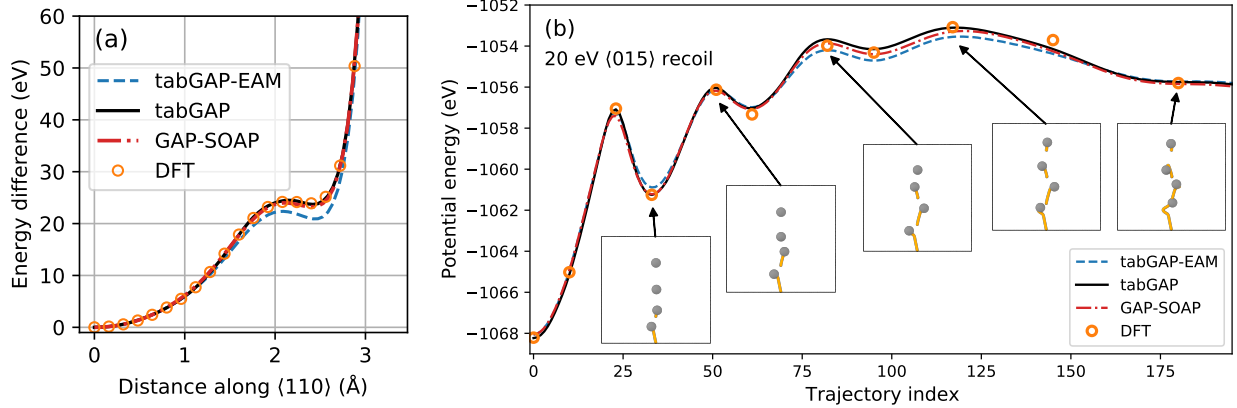 (a)
60
50
40
30
20
10
0
Energy difference (eV)
tabGAP-EAM
tabGAP
GAP-SOAP
DFT
0
1
2
3
Distance along ⟨110⟩ (Å)
(b)
20 eV ⟨015⟩ recoil
−1052
−1054
−1056
−1058
−1060
−1062
−1064
−1066
−1068
Potential energy (eV)
tabGAP-EAM
tabGAP
GAP-SOAP
DFT
0
25
50
75
100
125
150
175
Trajectory index